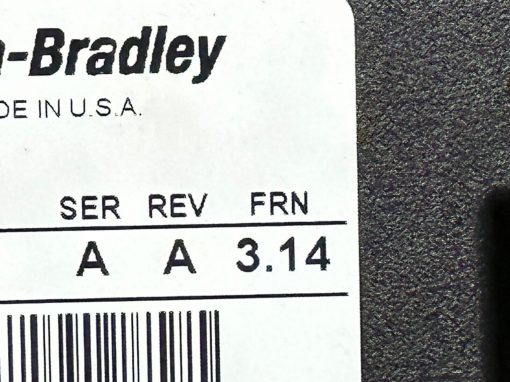 -Bradley
DE IN U.S.A.
SER REV FRN
A A 3.14